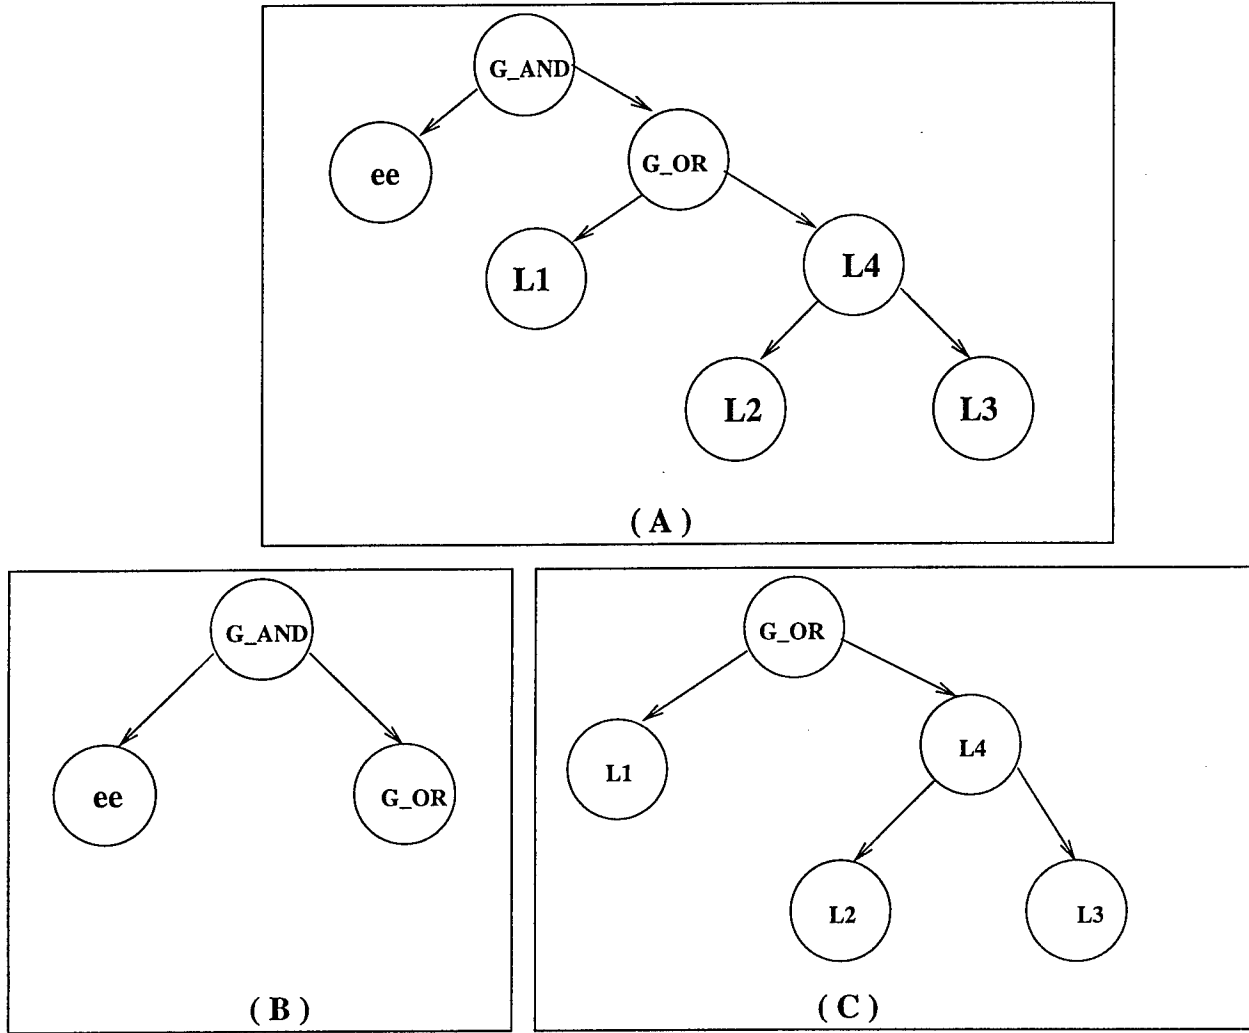 G_AND
ee
G_OR
L1
L4
L2
L3
( A )
G_AND
ee
G_OR
( B )
G_OR
L1
L4
L2
L3
( C )